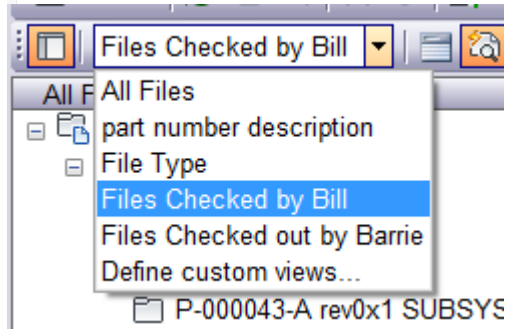 Files Checked by Bill
All F
All Files
part number description
File Type
Files Checked by Bill
Files Checked out by Barrie
Define custom views...
P-000043-A rev0x1 SUBSYS